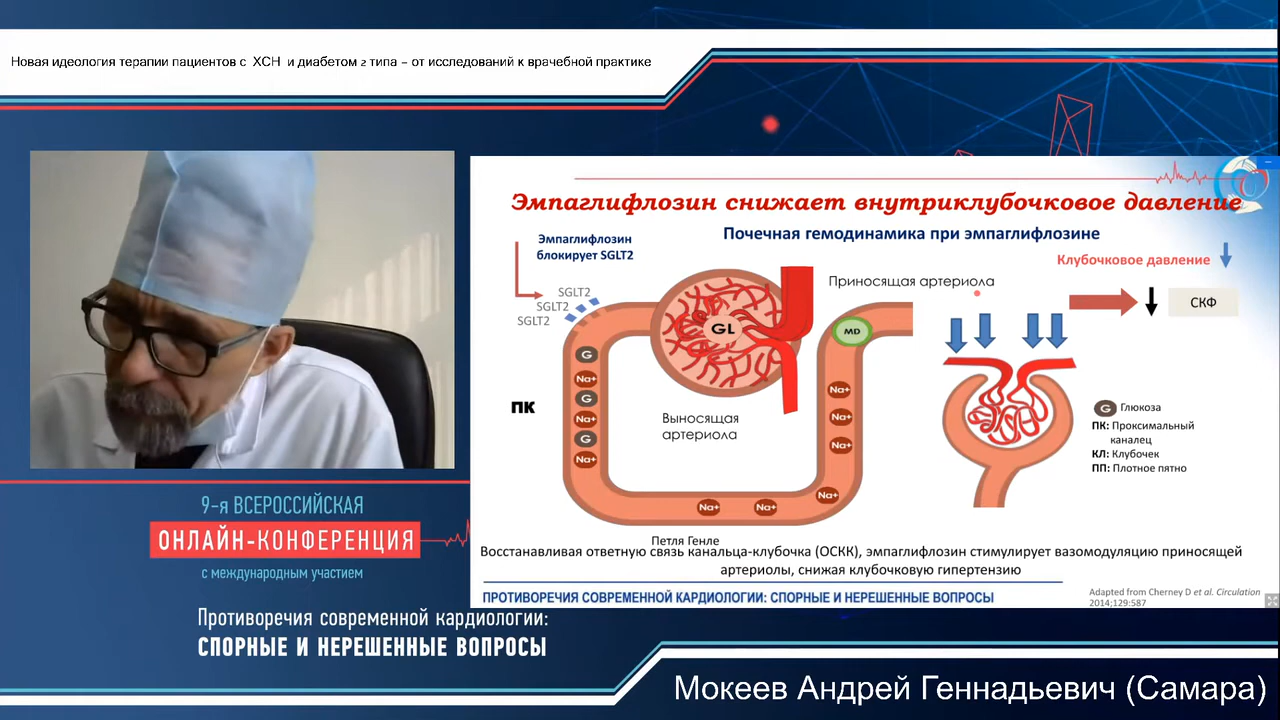 Новая идеология терапии пациентов с ХСН и диабетом 2 типа – от исследований к врачебной практике
Эмпаглифлозин снижает внутриклубочковое давление
Почечная гемодинамика при эмпаглифлозине
Эмпаглифлозин
блокирует SGLT2
Клубочковое давление
SGLT2
SGLT2
SGLT2
Приносящая артериола
СКФ
GL
MD
G
Na+
G
Na+
G
Na+
ПК
Выносящая
артериола
Na+
Na+
Na+
Na+
Na+
Na+
G Глюкоза
ПК: Проксимальный
каналец
КЛ: Клубочек
ПП: Плотное пятно
Петля Генле
Восстанавливая ответную связь канальца-клубочка (ОСКК), эмпаглифлозин стимулирует вазомодуляцию приносящей
артериолы, снижая клубочковую гипертензию
ПРОТИВОРЕЧИЯ СОВРЕМЕННОЙ КАРДИОЛОГИИ: СПОРНЫЕ И НЕРЕШЕННЫЕ ВОПРОСЫ
Adapted from Cherney D et al. Circulation
2014;129:587
9-я ВСЕРОССИЙСКАЯ
ОНЛАЙН-КОНФЕРЕНЦИЯ
с международным участием
Противоречия современной кардиологии:
СПОРНЫЕ И НЕРЕШЕННЫЕ ВОПРОСЫ
Мокеев Андрей Геннадьевич (Самара)